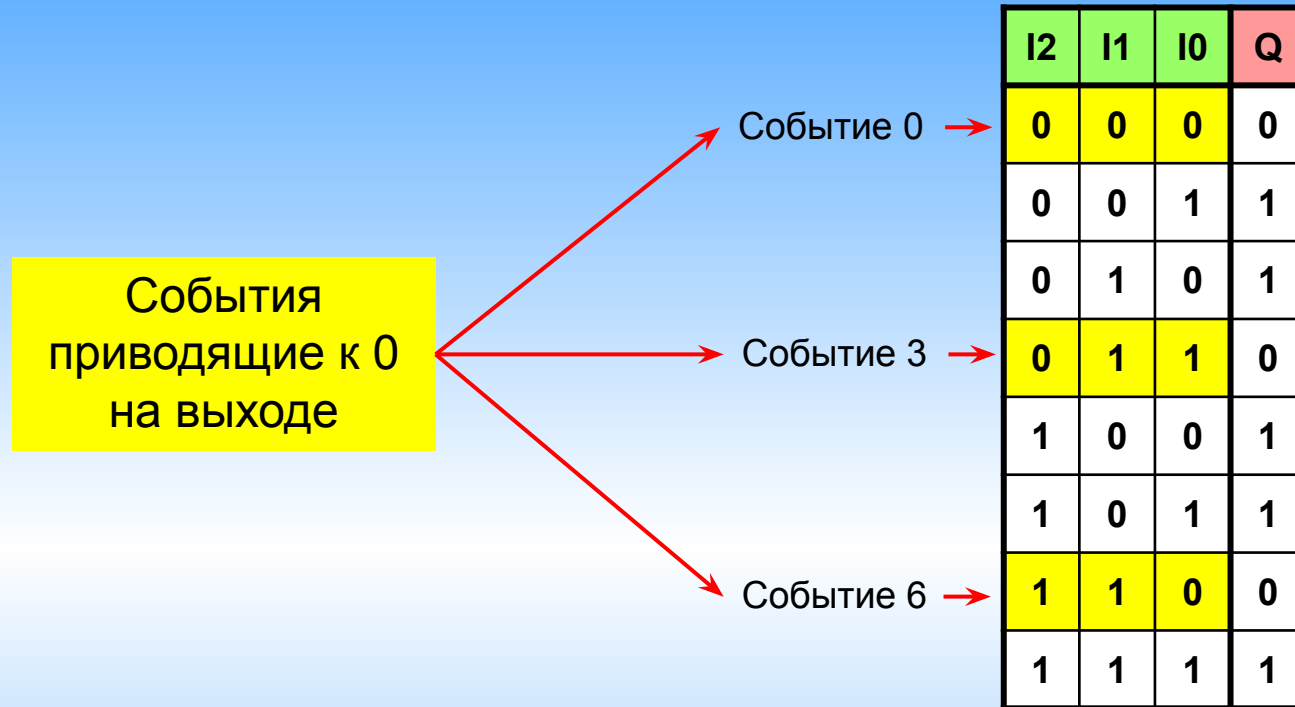 I2 I1 I0 Q
Событие 0 0 0 0 0
0 0 1 1
0 1 0 1
События
приводящие к 0
на выходе
Событие 3 0 1 1 0
1 0 0 1
1 0 1 1
Событие 6 1 1 0 0
1 1 1 1